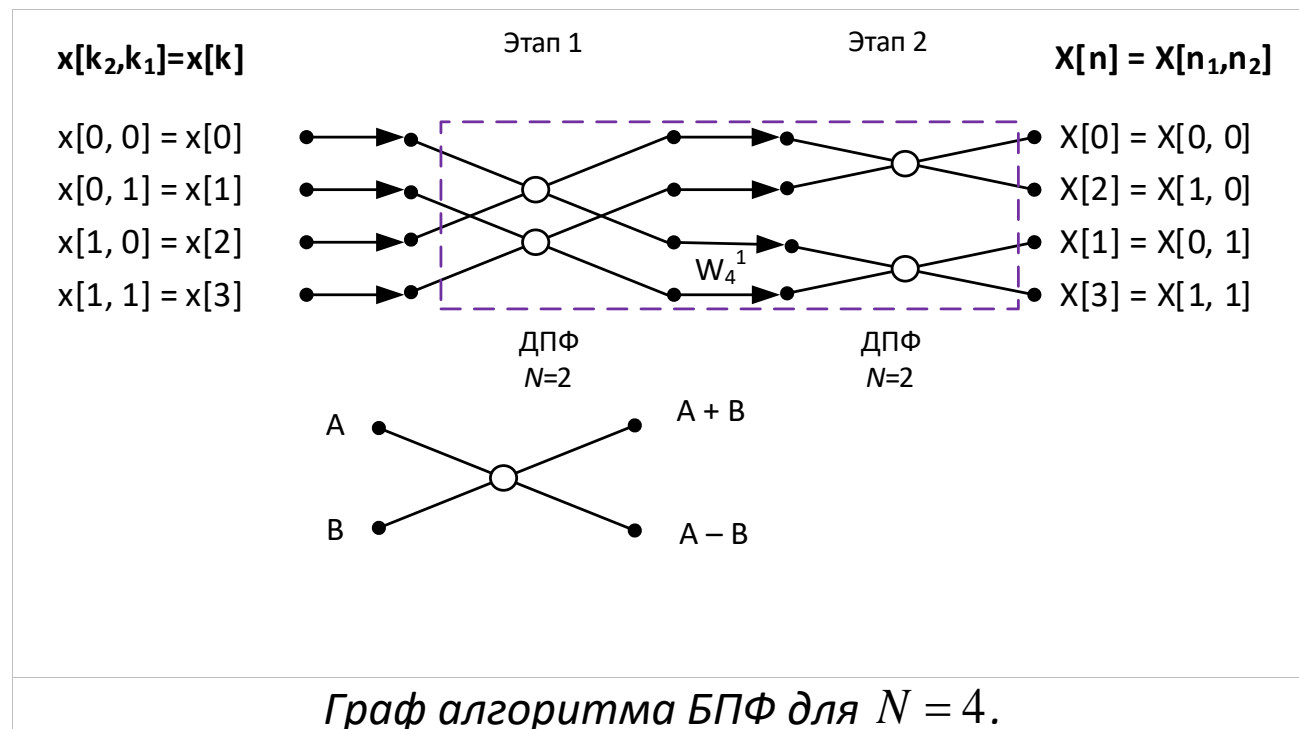 Этап 1 Этап 2
x[k₂,k₁]=x[k] X[n] = X[n₁,n₂]
x[0, 0] = x[0] X[0] = X[0, 0]
x[0, 1] = x[1] X[2] = X[1, 0]
x[1, 0] = x[2] X[1] = X[0, 1]
W₄¹
x[1, 1] = x[3] X[3] = X[1, 1]
ДПФ ДПФ
N=2 N=2
A A + B
B A – B
Граф алгоритма БПФ для N = 4.